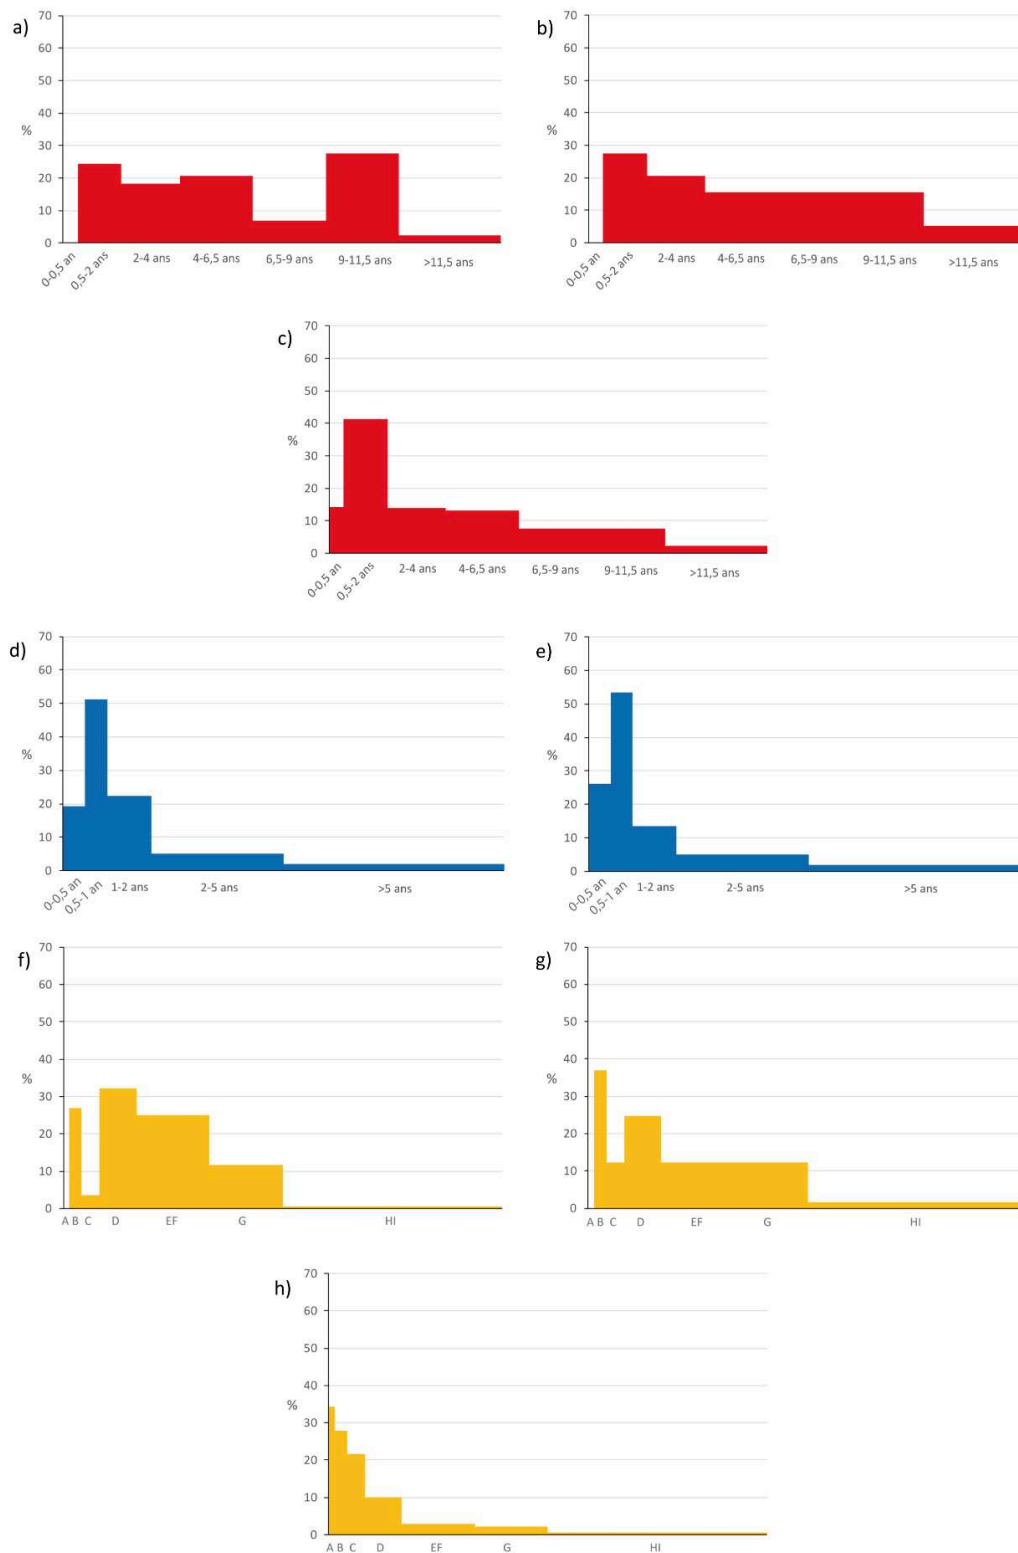 a)
70
60
50
40
%
30
20
10
0
0-0,5 an
0,5-2 ans
2-4 ans
4-6,5 ans
6,5-9 ans
9-11,5 ans
>11,5 ans
b)
70
60
50
40
%
30
20
10
0
0-0,5 an
0,5-2 ans
2-4 ans
4-6,5 ans
6,5-9 ans
9-11,5 ans
>11,5 ans
c)
70
60
50
40
%
30
20
10
0
0-0,5 an
0,5-2 ans
2-4 ans
4-6,5 ans
6,5-9 ans
9-11,5 ans
>11,5 ans
d)
70
60
50
40
%
30
20
10
0
0-0,5 an
0,5-1 an
1-2 ans
2-5 ans
>5 ans
e)
70
60
50
40
%
30
20
10
0
0-0,5 an
0,5-1 an
1-2 ans
2-5 ans
>5 ans
f)
70
60
50
40
%
30
20
10
0
A B C D EF G HI
g)
70
60
50
40
%
30
20
10
0
A B C D EF G HI
h)
70
60
50
40
%
30
20
10
0
A B C D EF G HI